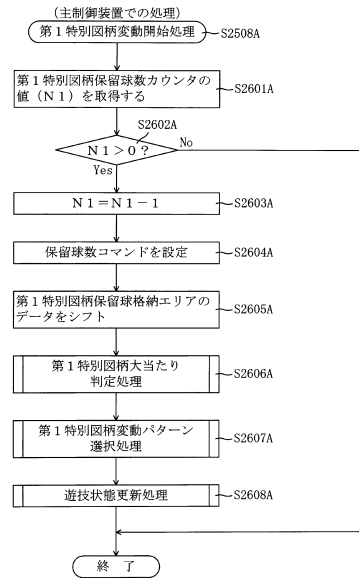 (主制御装置での処理)
第1特別図柄変動開始処理
S2508A
第1特別図柄保留球数カウンタの
値(N1)を取得する
S2601A
S2602A
N1>0?
No
Yes
N1=N1-1
S2603A
保留球数コマンドを設定
S2604A
第1特別図柄保留球格納エリアの
データをシフト
S2605A
第1特別図柄大当たり
判定処理
S2606A
第1特別図柄変動パターン
選択処理
S2607A
遊技状態更新処理
S2608A
終 了